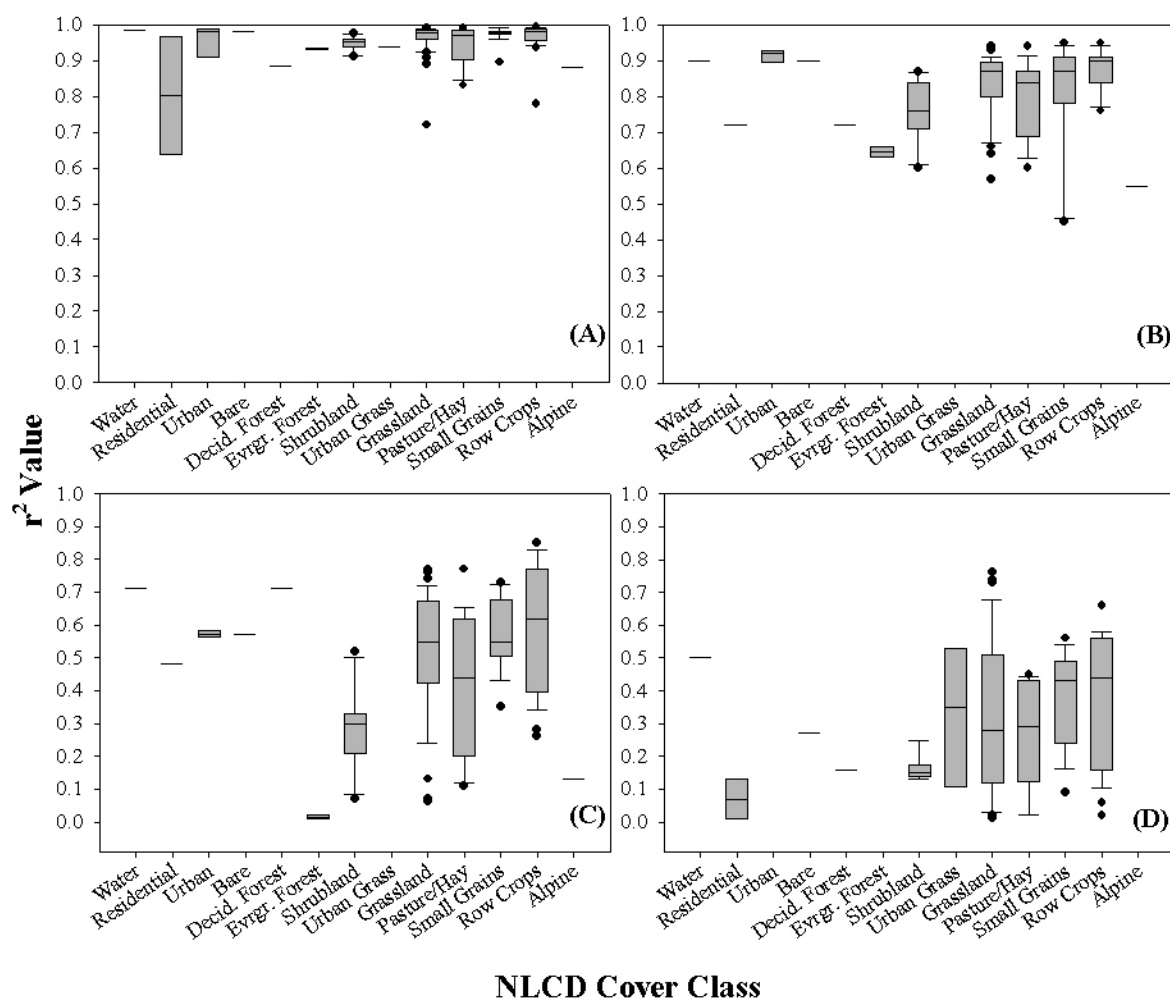 1.0
0.9
0.8
0.7
0.6
0.5
0.4
0.3
0.2
0.1
0.0
(A)
Water
Residential
Urban
Bare
Decid. Forest
Evrgr. Forest
Shrubland
Urban Grass
Grassland
Pasture/Hay
Small Grains
Row Crops
Alpine
1.0
0.9
0.8
0.7
0.6
0.5
0.4
0.3
0.2
0.1
0.0
(B)
Water
Residential
Urban
Bare
Decid. Forest
Evrgr. Forest
Shrubland
Urban Grass
Grassland
Pasture/Hay
Small Grains
Row Crops
Alpine
r² Value
1.0
0.9
0.8
0.7
0.6
0.5
0.4
0.3
0.2
0.1
0.0
(C)
Water
Residential
Urban
Bare
Decid. Forest
Evrgr. Forest
Shrubland
Urban Grass
Grassland
Pasture/Hay
Small Grains
Row Crops
Alpine
1.0
0.9
0.8
0.7
0.6
0.5
0.4
0.3
0.2
0.1
0.0
(D)
Water
Residential
Urban
Bare
Decid. Forest
Evrgr. Forest
Shrubland
Urban Grass
Grassland
Pasture/Hay
Small Grains
Row Crops
Alpine
NLCD Cover Class